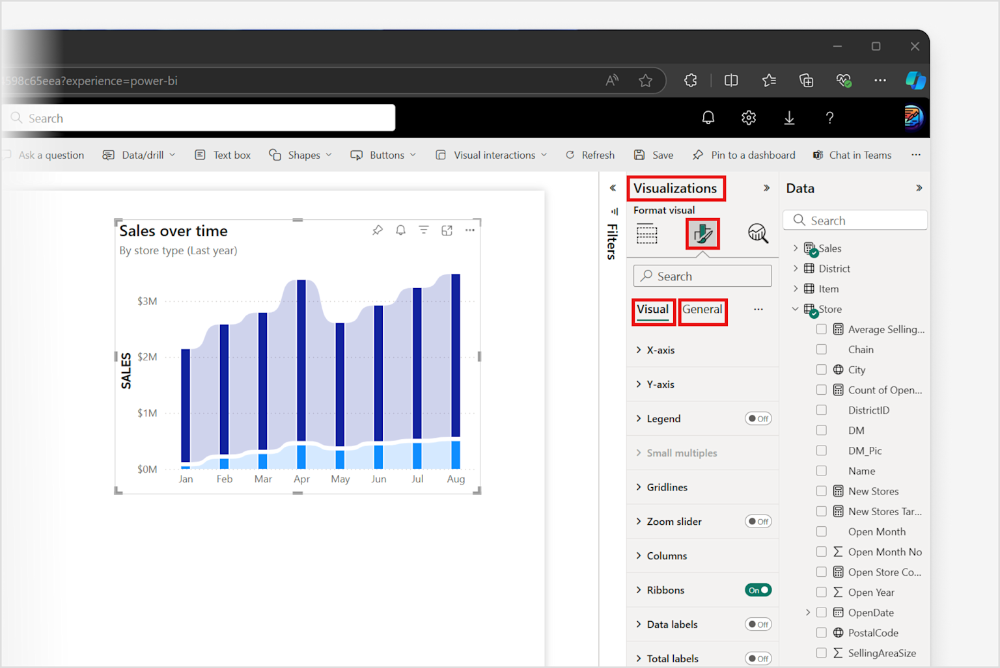 4598c65eea?experience=power-bi
Search
?
Ask a question Data/drill Text box Shapes Buttons Visual interactions Refresh Save Pin to a dashboard Chat in Teams ...
Sales over time
By store type (Last year)
SALES
$3M
$2M
$1M
$0M
Jan Feb Mar Apr May Jun Jul Aug
Filters
Visualizations
Format visual
Search
Visual General ...
X-axis
Y-axis
Legend Off
Small multiples
Gridlines
Zoom slider Off
Columns
Ribbons On
Data labels Off
Total labels Off
Data
Search
Sales
District
Item
Store
Average Selling...
Chain
City
Count of Open...
DistrictID
DM
DM_Pic
Name
New Stores
New Stores Tar...
Open Month
Open Month No
Open Store Co...
Open Year
OpenDate
PostalCode
SellingAreaSize